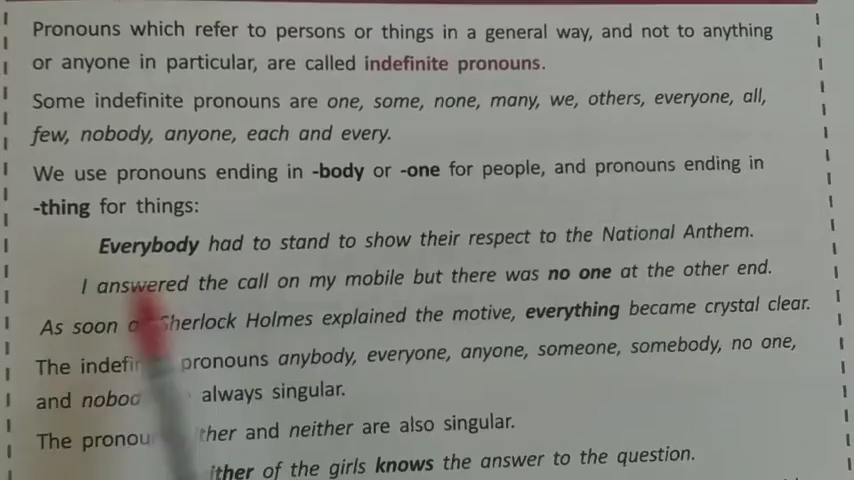 Pronouns which refer to persons or things in a general way, and not to anything
or anyone in particular, are called indefinite pronouns.
Some indefinite pronouns are one, some, none, many, we, others, everyone, all,
few, nobody, anyone, each and every.
We use pronouns ending in -body or -one for people, and pronouns ending in
-thing for things:
Everybody had to stand to show their respect to the National Anthem.
I answered the call on my mobile but there was no one at the other end.
As soon Sherlock Holmes explained the motive, everything became crystal clear.
The pronouns anybody, everyone, anyone, someone, somebody, no one,
and always singular.
The and neither are also singular.
of the girls knows the answer to the question.